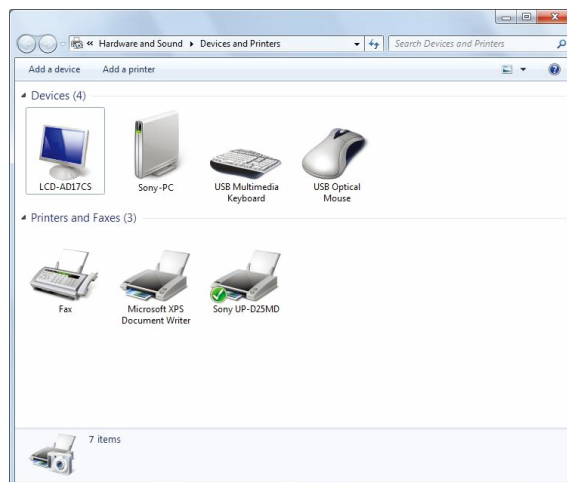 « Hardware and Sound ▸ Devices and Printers
Search Devices and Printers
Add a device Add a printer
Devices (4)
LCD-AD17CS
Sony-PC
USB Multimedia
Keyboard
USB Optical
Mouse
Printers and Faxes (3)
Fax
Microsoft XPS
Document Writer
Sony UP-D25MD
7 items